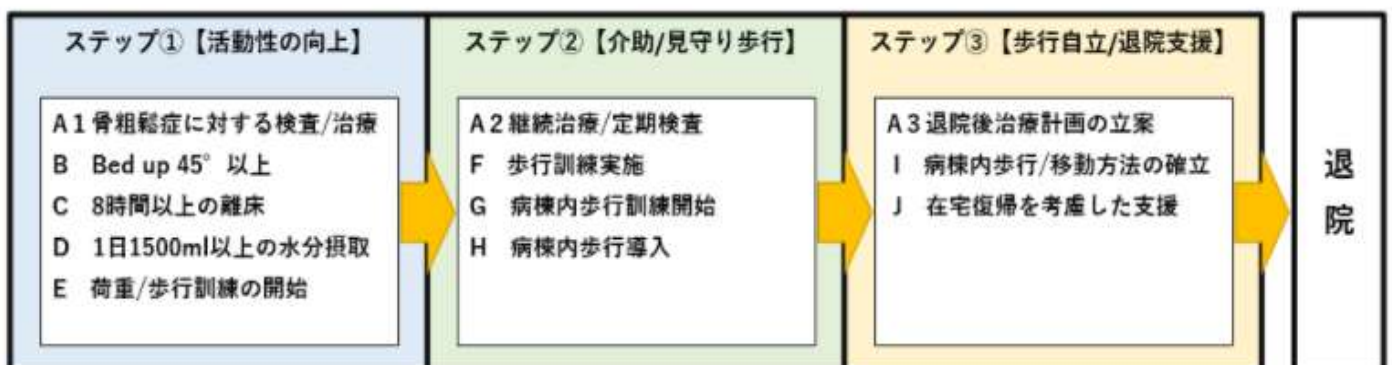 ステップ①【活動性の向上】
A1骨粗鬆症に対する検査/治療
B Bed up 45°以上
C 8時間以上の離床
D 1日1500ml以上の水分摂取
E 荷重/歩行訓練の開始
ステップ②【介助/見守り歩行】
A2継続治療/定期検査
F 歩行訓練実施
G 病棟内歩行訓練開始
H 病棟内歩行導入
ステップ③【歩行自立/退院支援】
A3退院後治療計画の立案
I 病棟内歩行/移動方法の確立
J 在宅復帰を考慮した支援
退院